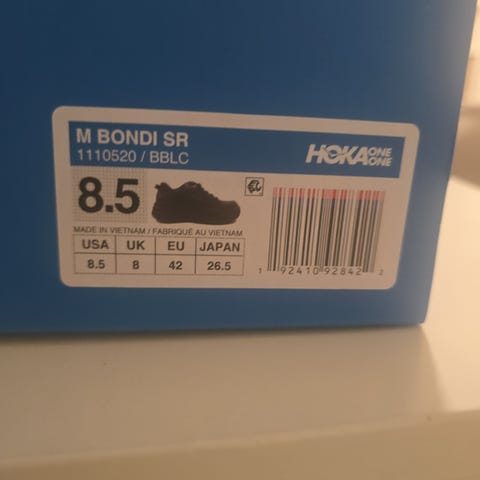 M BONDI SR
1110520 / BBLC
HOKA ONE ONE
8.5
MADE IN VIETNAM / FABRIQUÉ AU VIETNAM
USA UK EU JAPAN
8.5 8 42 26.5
1 92410 92842 2